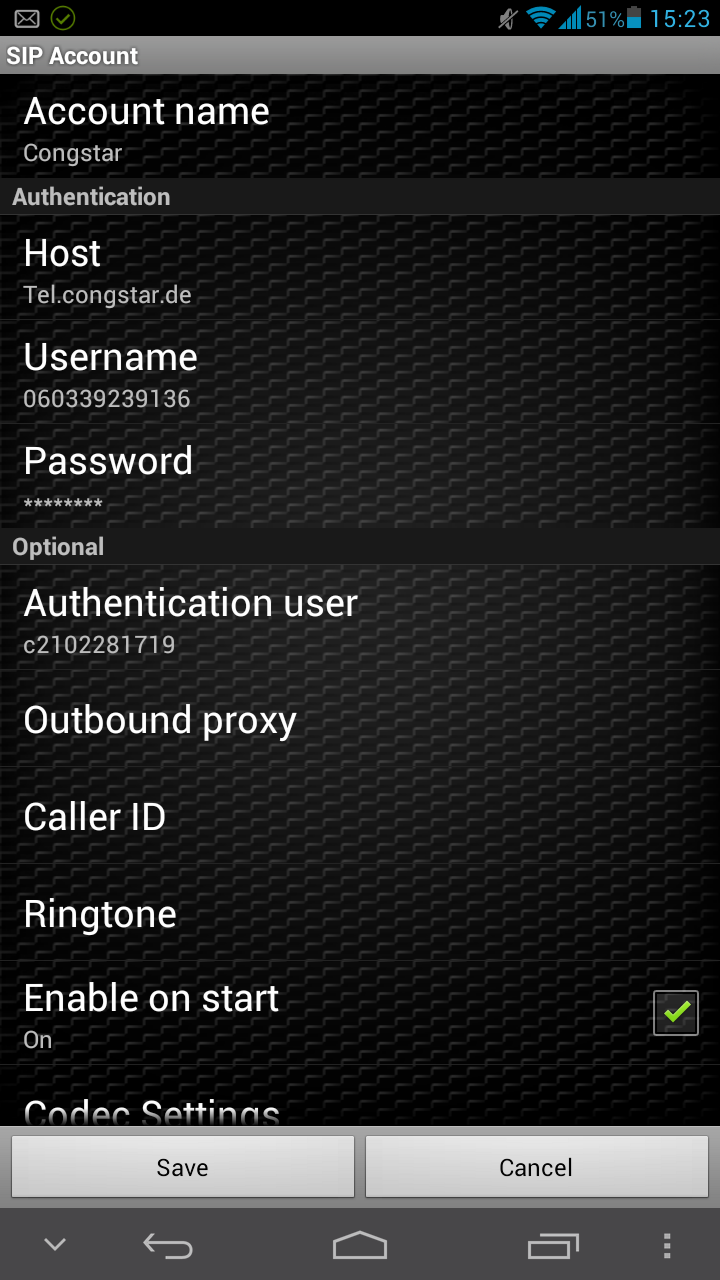 51% 15:23
SIP Account
Account name
Congstar
Authentication
Host
Tel.congstar.de
Username
060339239136
Password
********
Optional
Authentication user
c2102281719
Outbound proxy
Caller ID
Ringtone
Enable on start
On
Codec Settings
Save
Cancel